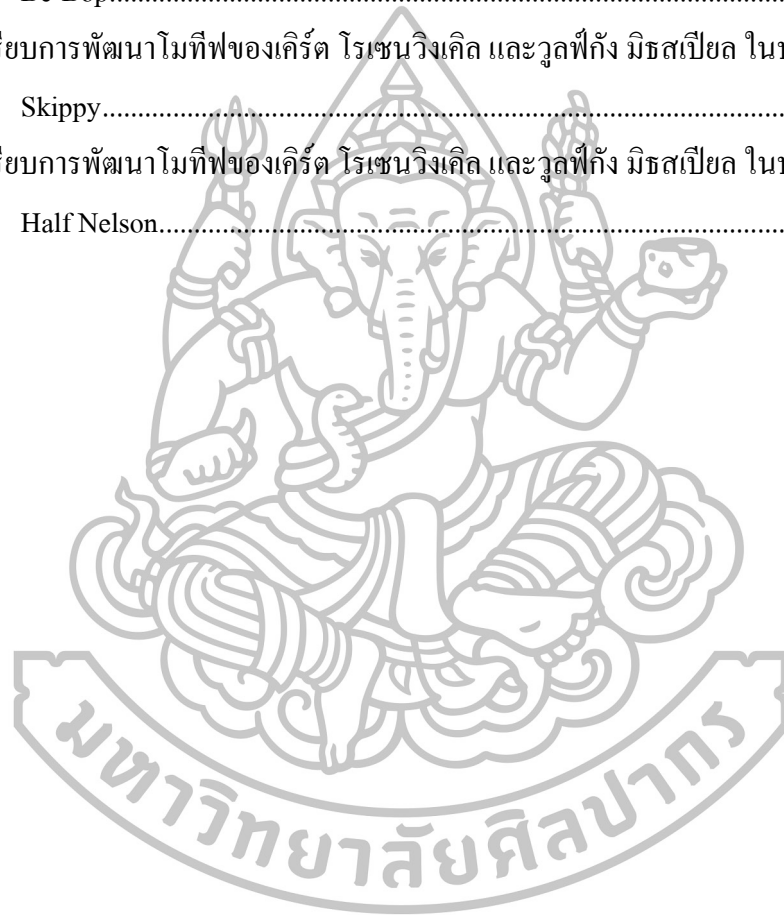 Be-Bop
รียบการพัฒนาโมทีฟของเคิร์ต โรเซนวิงเคิล และวูลฟ์กัง มิธสเปียล ในบ
Skippy
รียบการพัฒนาโมทีฟของเคิร์ต โรเซนวิงเคิล และวูลฟ์กัง มิธสเปียล ในบ
Half Nelson
มหาวิทยาลัยศิลปากร